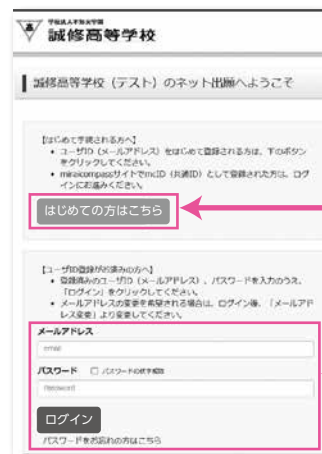 学校法人不知火学園
誠修高等学校
誠修高等学校（テスト）のネット出願へようこそ
【はじめて手続される方へ】
• ユーザID（メールアドレス）をはじめて登録される方は、下のボタン
をクリックしてください。
• miraicompassサイトでmcID（共通ID）として登録された方は、ログ
インにお進みください。
はじめての方はこちら
【ユーザID登録がお済みの方へ】
• 登録済みのユーザID（メールアドレス）、パスワードを入力のうえ、
「ログイン」をクリックしてください。
• メールアドレスの変更を希望される場合は、ログイン後、「メールアド
レス変更」より変更してください。
メールアドレス
email
パスワード □ パスワードの伏字解除
Password
ログイン
パスワードをお忘れの方はこちら